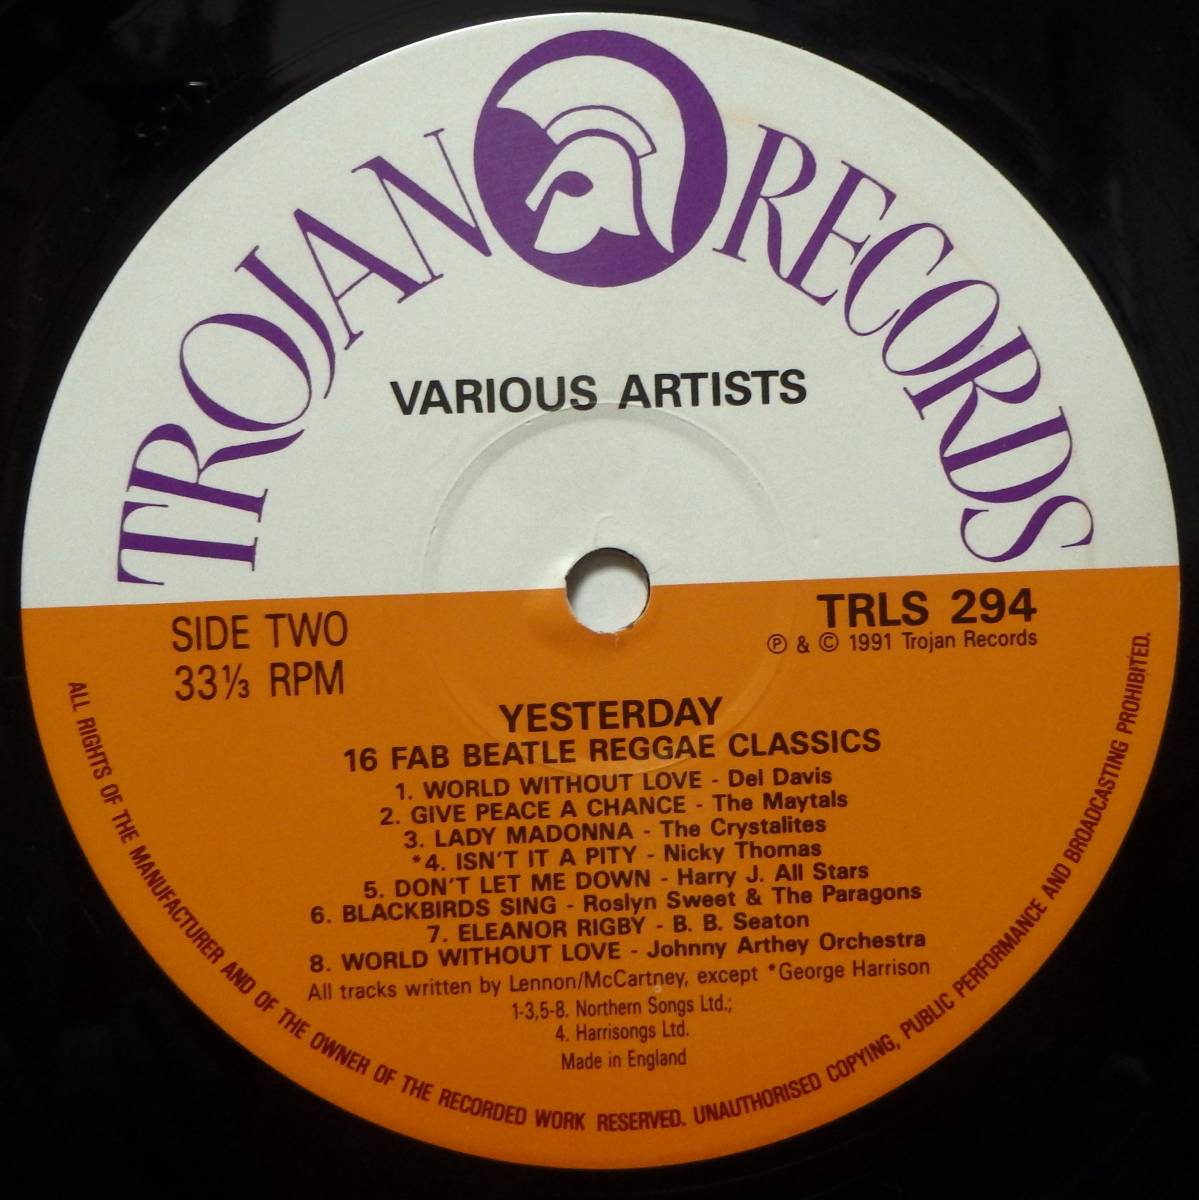 TROJAN RECORDS
VARIOUS ARTISTS
SIDE TWO
33⅓ RPM
TRLS 294
℗ & © 1991 Trojan Records
YESTERDAY
16 FAB BEATLE REGGAE CLASSICS
1. WORLD WITHOUT LOVE - Del Davis
2. GIVE PEACE A CHANCE - The Maytals
3. LADY MADONNA - The Crystalites
*4. ISN'T IT A PITY - Nicky Thomas
5. DON'T LET ME DOWN - Harry J. All Stars
6. BLACKBIRDS SING - Roslyn Sweet & The Paragons
7. ELEANOR RIGBY - B. B. Seaton
8. WORLD WITHOUT LOVE - Johnny Arthey Orchestra
All tracks written by Lennon/McCartney, except *George Harrison
1-3,5-8. Northern Songs Ltd.;
4. Harrisongs Ltd.
Made in England
ALL RIGHTS OF THE MANUFACTURER AND OF THE OWNER OF THE RECORDED WORK RESERVED. UNAUTHORISED COPYING, PUBLIC PERFORMANCE AND BROADCASTING PROHIBITED.